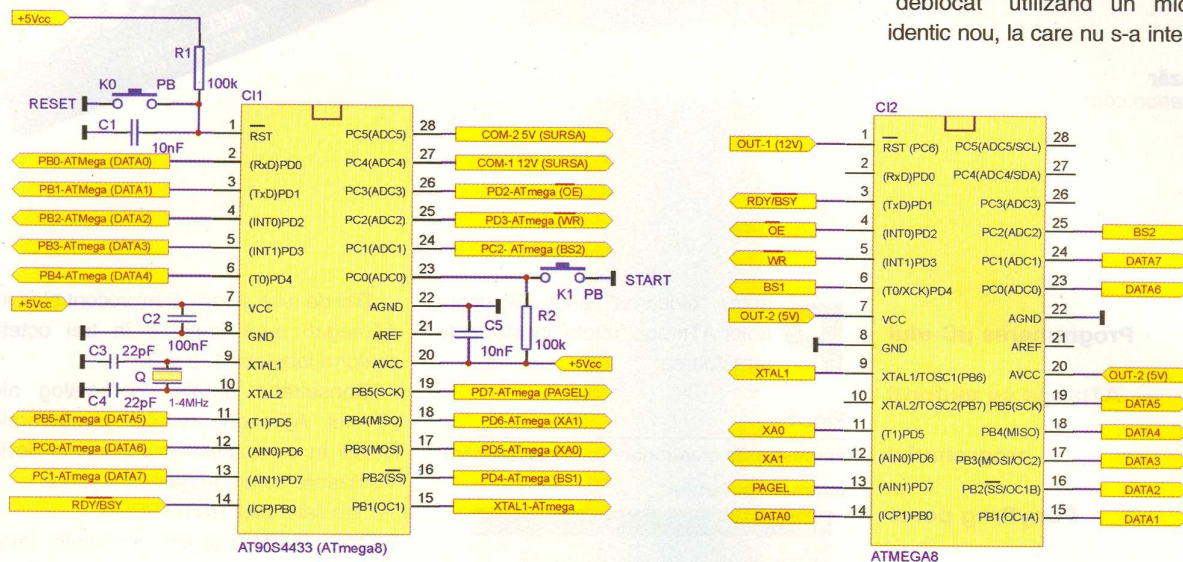 deblocat utilizând un mic
identic nou, la care nu s-a inte
+5Vcc
R1
100k
K0 PB
RESET
C1
10nF
CI1
1 RST PC5(ADC5) 28 COM-2 5V (SURSA)
PB0-ATMega (DATA0) 2 (RxD)PD0 PC4(ADC4) 27 COM-1 12V (SURSA)
PB1-ATMega (DATA1) 3 (TxD)PD1 PC3(ADC3) 26 PD2-ATmega (OE)
PB2-ATMega (DATA2) 4 (INT0)PD2 PC2(ADC2) 25 PD3-ATmega (WR)
PB3-ATmega (DATA3) 5 (INT1)PD3 PC1(ADC1) 24 PC2- ATmega (BS2)
PB4-ATmega (DATA4) 6 (T0)PD4 PC0(ADC0) 23
K1 PB START
+5Vcc 7 VCC AGND 22
C2 100nF
8 GND AREF 21
C5 10nF
R2 100k
C3 22pF 9 XTAL1 AVCC 20 +5Vcc
Q 1-4MHz
C4 22pF 10 XTAL2 PB5(SCK) 19 PD7-ATmega (PAGEL)
PB5-ATmega (DATA5) 11 (T1)PD5 PB4(MISO) 18 PD6-ATmega (XA1)
PC0-ATmega (DATA6) 12 (AIN0)PD6 PB3(MOSI) 17 PD5-ATmega (XA0)
PC1-ATmega (DATA7) 13 (AIN1)PD7 PB2(SS) 16 PD4-ATmega (BS1)
RDY/BSY 14 (ICP)PB0 PB1(OC1) 15 XTAL1-ATmega
AT90S4433 (ATmega8)
CI2
OUT-1 (12V) 1 RST (PC6) PC5(ADC5/SCL) 28
2 (RxD)PD0 PC4(ADC4/SDA) 27
RDY/BSY 3 (TxD)PD1 PC3(ADC3) 26
OE 4 (INT0)PD2 PC2(ADC2) 25 BS2
WR 5 (INT1)PD3 PC1(ADC1) 24 DATA7
BS1 6 (T0/XCK)PD4 PC0(ADC0) 23 DATA6
OUT-2 (5V) 7 VCC AGND 22
8 GND AREF 21
XTAL1 9 XTAL1/TOSC1(PB6) AVCC 20 OUT-2 (5V)
10 XTAL2/TOSC2(PB7) PB5(SCK) 19 DATA5
XA0 11 (T1)PD5 PB4(MISO) 18 DATA4
XA1 12 (AIN0)PD6 PB3(MOSI/OC2) 17 DATA3
PAGEL 13 (AIN1)PD7 PB2(SS/OC1B) 16 DATA2
DATA0 14 (ICP1)PB0 PB1(OC1A) 15 DATA1
ATMEGA8